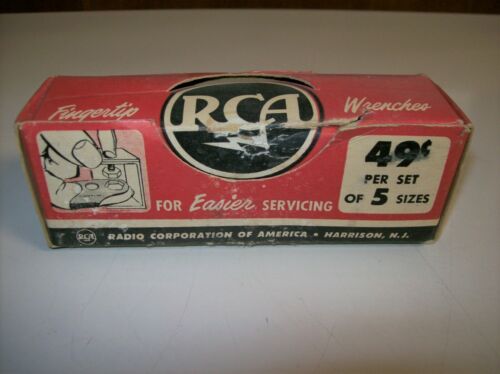 Fingertip RCA Wrenches
49¢
PER SET
OF 5 SIZES
FOR Easier SERVICING
RCA RADIO CORPORATION OF AMERICA • HARRISON, N.J.